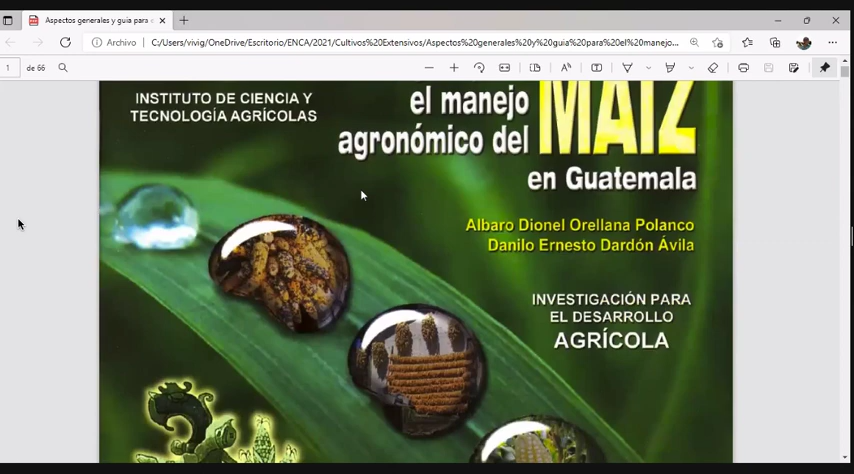 Aspectos generales y guia para e
Archivo
C:/Users/vivig/OneDrive/Escritorio/ENCA/2021/Cultivos%20Extensivos/Aspectos%20generales%20y%20guia%20para%20el%20manejo...
1 de 66
INSTITUTO DE CIENCIA Y
TECNOLOGÍA AGRÍCOLAS
el manejo
agronómico del
MAIZ
en Guatemala
Albaro Dionel Orellana Polanco
Danilo Ernesto Dardón Ávila
INVESTIGACIÓN PARA
EL DESARROLLO
AGRÍCOLA